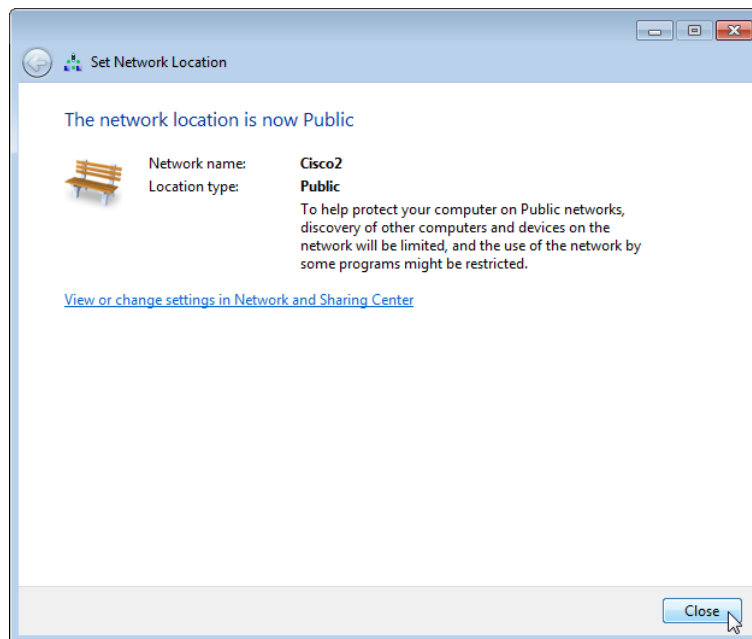 Set Network Location
The network location is now Public
Network name: Cisco2
Location type: Public
To help protect your computer on Public networks,
discovery of other computers and devices on the
network will be limited, and the use of the network by
some programs might be restricted.
View or change settings in Network and Sharing Center
Close